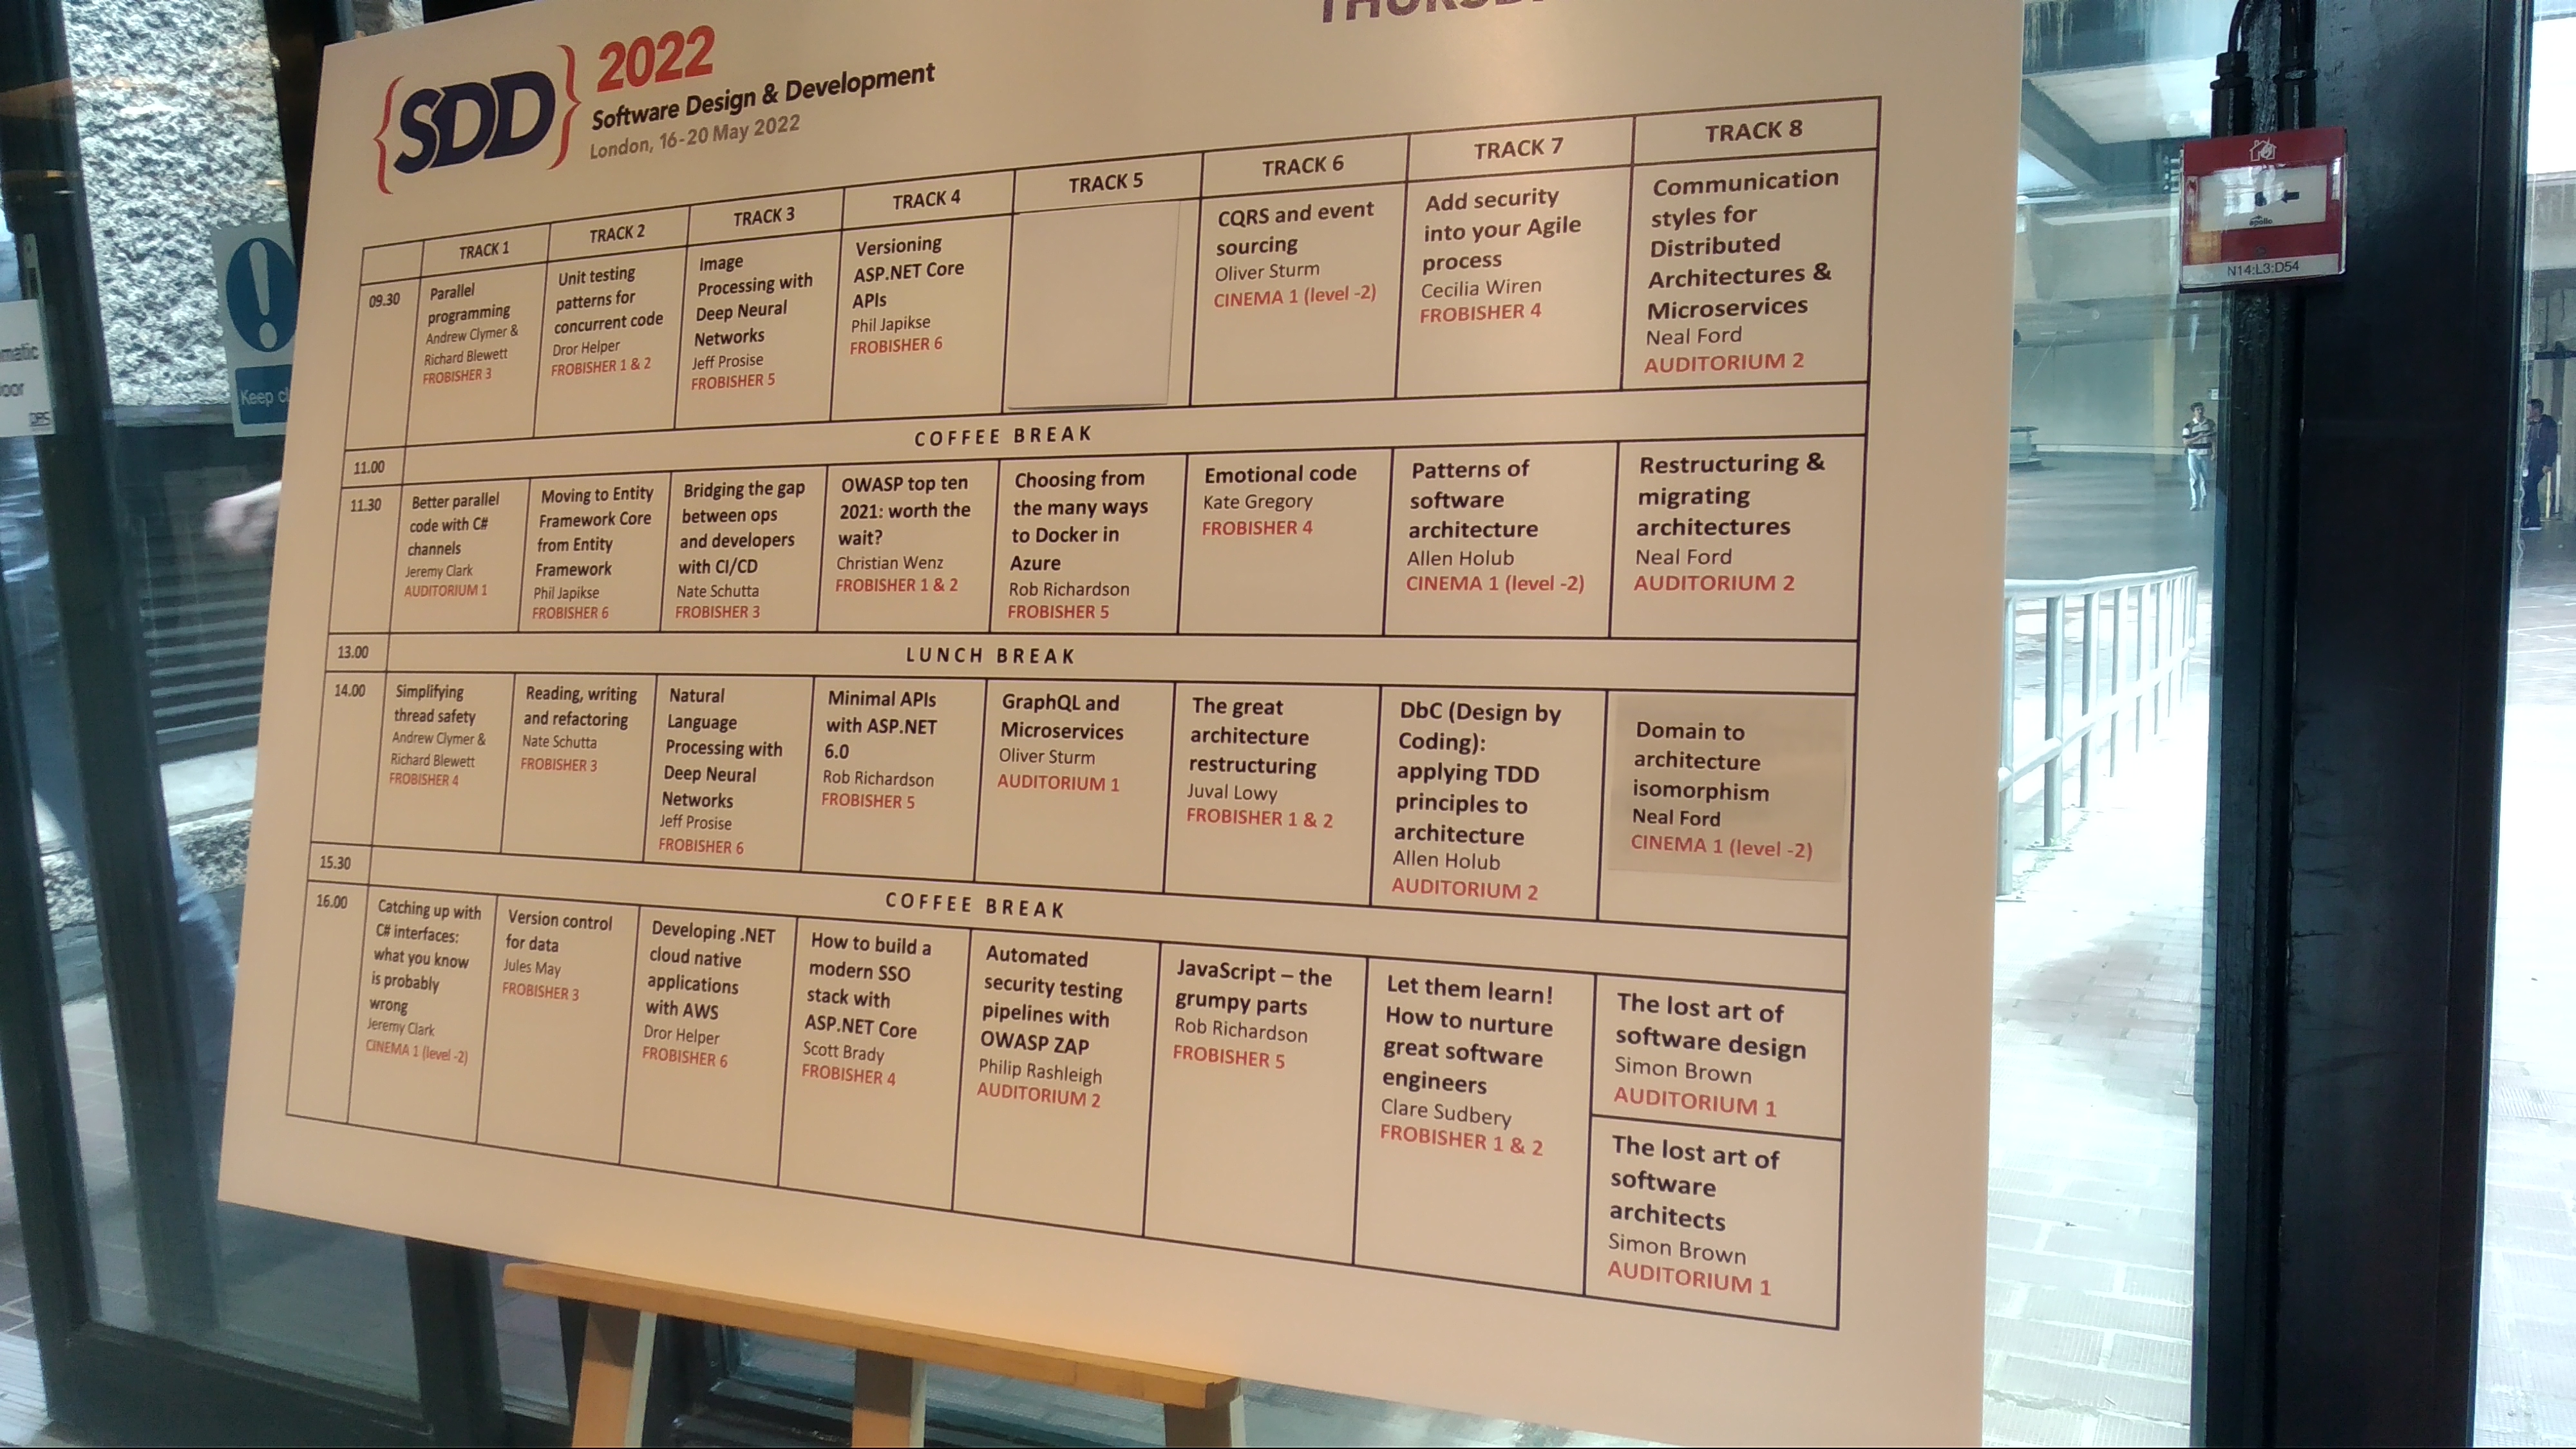 THURSD
{SDD} 2022
Software Design & Development
London, 16-20 May 2022
TRACK 1
TRACK 2
TRACK 3
TRACK 4
TRACK 5
TRACK 6
TRACK 7
TRACK 8
09.30
Parallel
programming
Andrew Clymer &
Richard Blewett
FROBISHER 3
Unit testing
patterns for
concurrent code
Dror Helper
FROBISHER 1 & 2
Image
Processing with
Deep Neural
Networks
Jeff Prosise
FROBISHER 5
Versioning
ASP.NET Core
APIs
Phil Japikse
FROBISHER 6
CQRS and event
sourcing
Oliver Sturm
CINEMA 1 (level -2)
Add security
into your Agile
process
Cecilia Wiren
FROBISHER 4
Communication
styles for
Distributed
Architectures &
Microservices
Neal Ford
AUDITORIUM 2
11.00
COFFEE BREAK
11.30
Better parallel
code with C#
channels
Jeremy Clark
AUDITORIUM 1
Moving to Entity
Framework Core
from Entity
Framework
Phil Japikse
FROBISHER 6
Bridging the gap
between ops
and developers
with CI/CD
Nate Schutta
FROBISHER 3
OWASP top ten
2021: worth the
wait?
Christian Wenz
FROBISHER 1 & 2
Choosing from
the many ways
to Docker in
Azure
Rob Richardson
FROBISHER 5
Emotional code
Kate Gregory
FROBISHER 4
Patterns of
software
architecture
Allen Holub
CINEMA 1 (level -2)
Restructuring &
migrating
architectures
Neal Ford
AUDITORIUM 2
13.00
LUNCH BREAK
14.00
Simplifying
thread safety
Andrew Clymer &
Richard Blewett
FROBISHER 4
Reading, writing
and refactoring
Nate Schutta
FROBISHER 3
Natural
Language
Processing with
Deep Neural
Networks
Jeff Prosise
FROBISHER 6
Minimal APIs
with ASP.NET
6.0
Rob Richardson
FROBISHER 5
GraphQL and
Microservices
Oliver Sturm
AUDITORIUM 1
The great
architecture
restructuring
Juval Lowy
FROBISHER 1 & 2
DbC (Design by
Coding):
applying TDD
principles to
architecture
Allen Holub
AUDITORIUM 2
Domain to
architecture
isomorphism
Neal Ford
CINEMA 1 (level -2)
15.30
COFFEE BREAK
16.00
Catching up with
C# interfaces:
what you know
is probably
wrong
Jeremy Clark
CINEMA 1 (level -2)
Version control
for data
Jules May
FROBISHER 3
Developing .NET
cloud native
applications
with AWS
Dror Helper
FROBISHER 6
How to build a
modern SSO
stack with
ASP.NET Core
Scott Brady
FROBISHER 4
Automated
security testing
pipelines with
OWASP ZAP
Philip Rashleigh
AUDITORIUM 2
JavaScript – the
grumpy parts
Rob Richardson
FROBISHER 5
Let them learn!
How to nurture
great software
engineers
Clare Sudbery
FROBISHER 1 & 2
The lost art of
software design
Simon Brown
AUDITORIUM 1
The lost art of
software
architects
Simon Brown
AUDITORIUM 1
matic
oor
Keep cl
apollo
N14:L3:D54